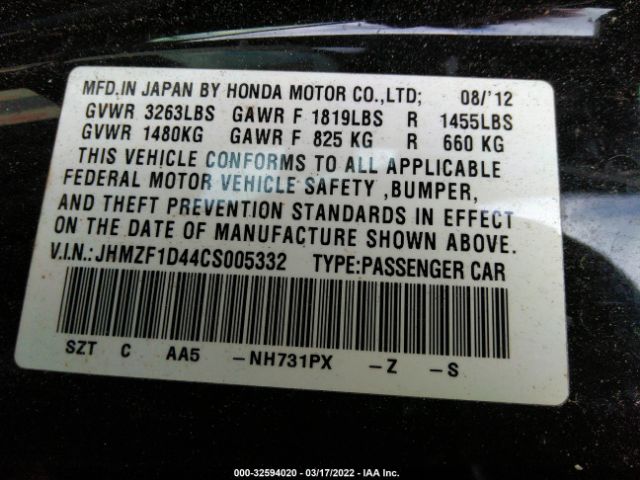 MFD.IN JAPAN BY HONDA MOTOR CO.,LTD; 08/'12
GVWR 3263LBS GAWR F 1819LBS R 1455LBS
GVWR 1480KG GAWR F 825 KG R 660 KG
THIS VEHICLE CONFORMS TO ALL APPLICABLE
FEDERAL MOTOR VEHICLE SAFETY ,BUMPER,
AND THEFT PREVENTION STANDARDS IN EFFECT
ON THE DATE OF MANUFACTURE SHOWN ABOVE.
V.I.N.:JHMZF1D44CS005332 TYPE:PASSENGER CAR
SZT C AA5 -NH731PX -Z -S
000-32594020 - 03/17/2022 - IAA Inc.